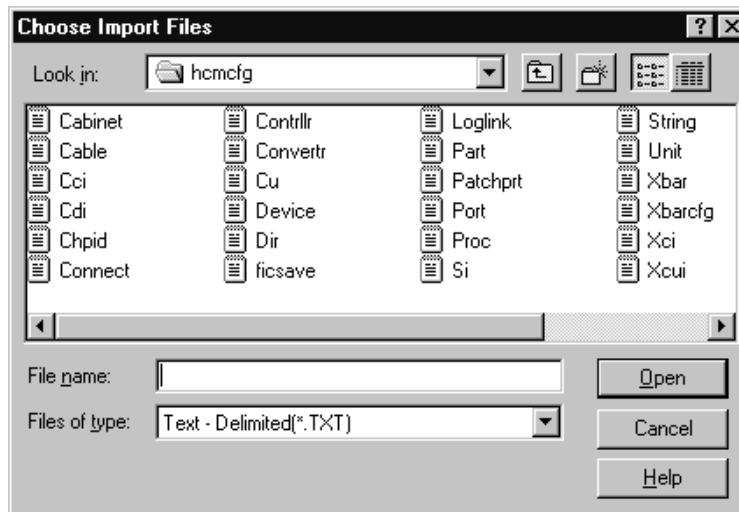 Choose Import Files
Look in: hcmcfg
Cabinet Contrllr Loglink String
Cable Convertr Part Unit
Cci Cu Patchprt Xbar
Cdi Device Port Xbarcfg
Chpid Dir Proc Xci
Connect ficsave Si Xcui
File name: Open
Files of type: Text - Delimited(*.TXT) Cancel
Help